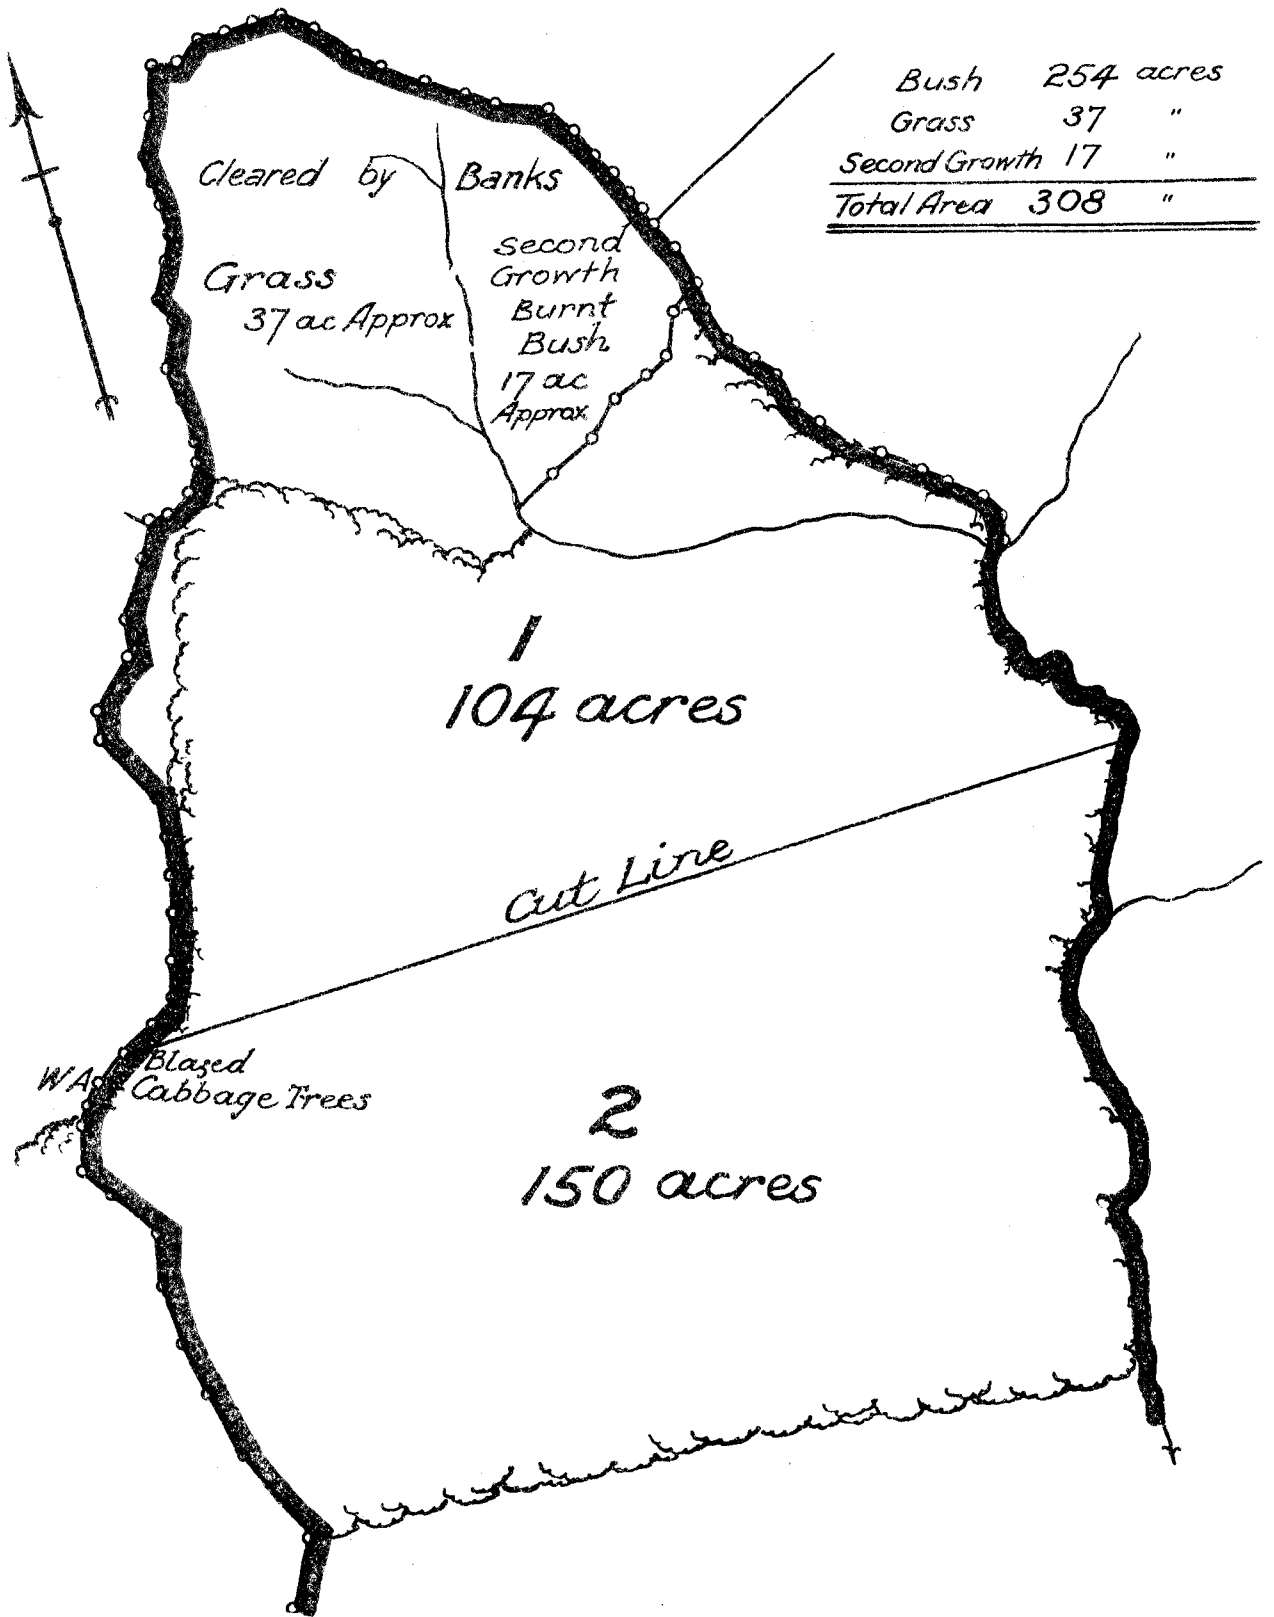 Bush 254 acres
Grass 37 "
Second Growth 17 "
Total Area 308 "
Cleared by Banks
Grass
37 ac Approx
Second
Growth
Burnt
Bush
17 ac
Approx
1
104 acres
Cut Line
Blazed
Cabbage Trees
WA
2
150 acres